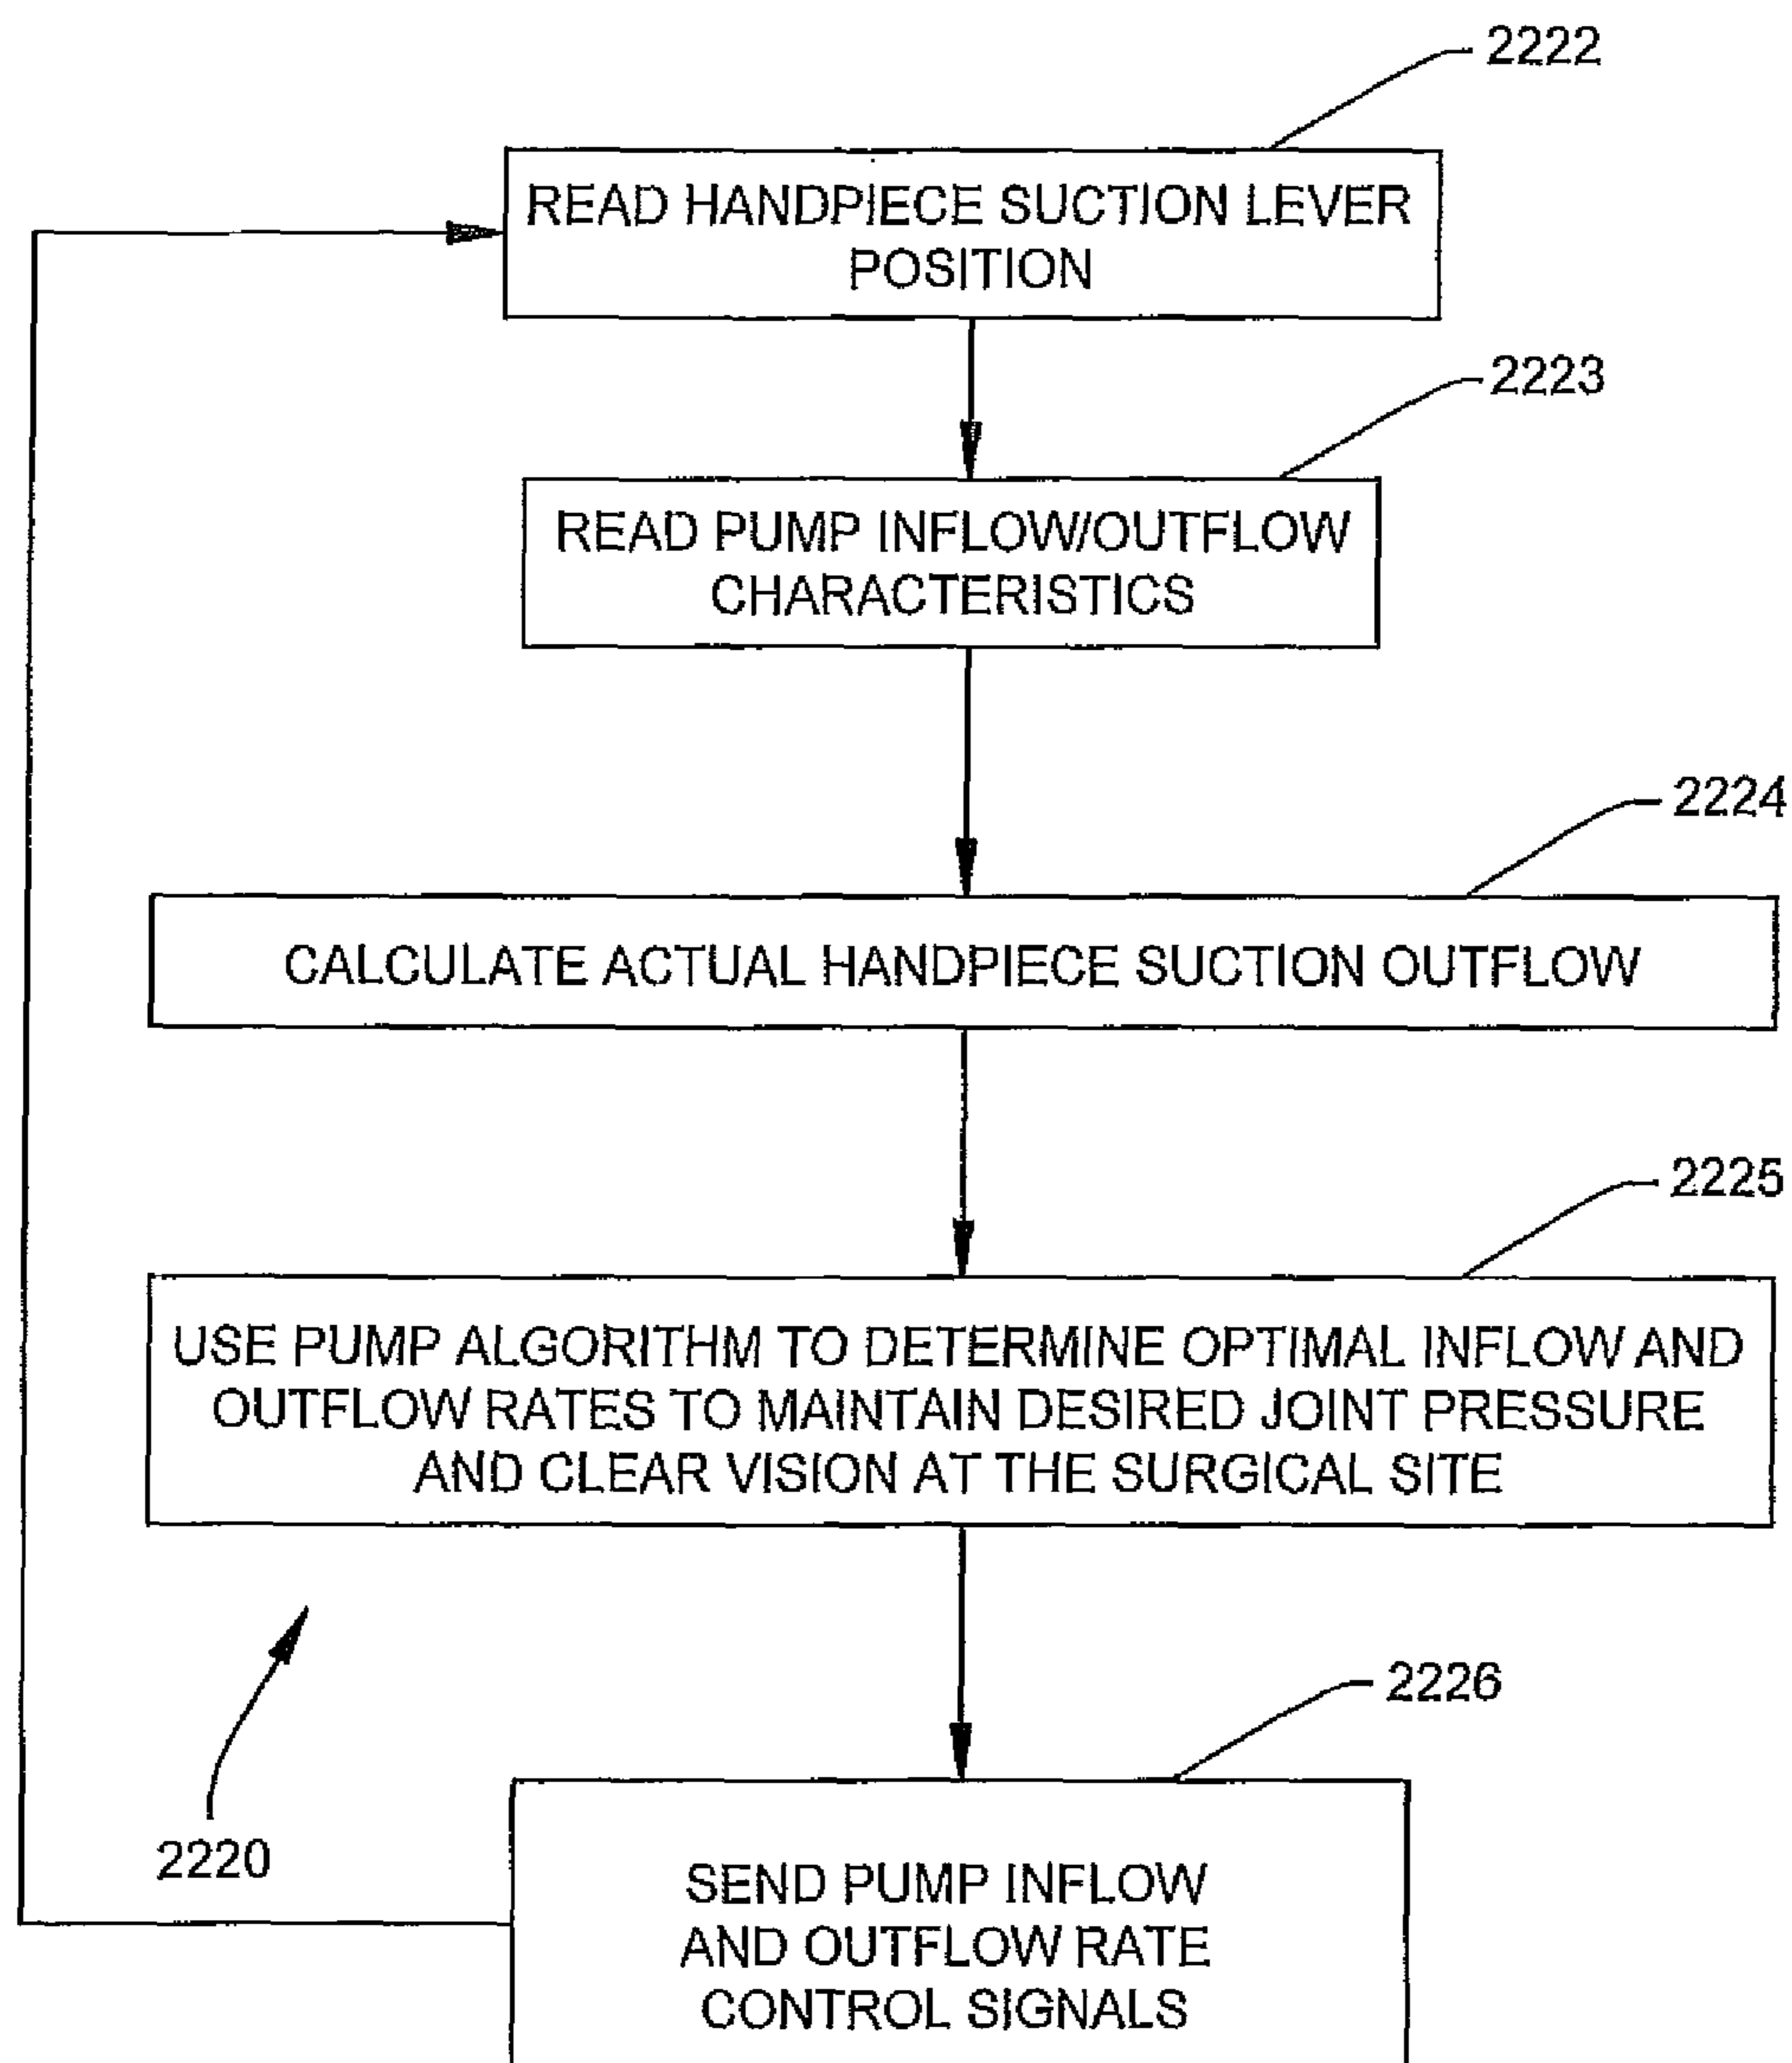 2222
READ HANDPIECE SUCTION LEVER
POSITION
2223
READ PUMP INFLOW/OUTFLOW
CHARACTERISTICS
2224
CALCULATE ACTUAL HANDPIECE SUCTION OUTFLOW
2225
USE PUMP ALGORITHM TO DETERMINE OPTIMAL INFLOW AND
OUTFLOW RATES TO MAINTAIN DESIRED JOINT PRESSURE
AND CLEAR VISION AT THE SURGICAL SITE
2226
2220
SEND PUMP INFLOW
AND OUTFLOW RATE
CONTROL SIGNALS